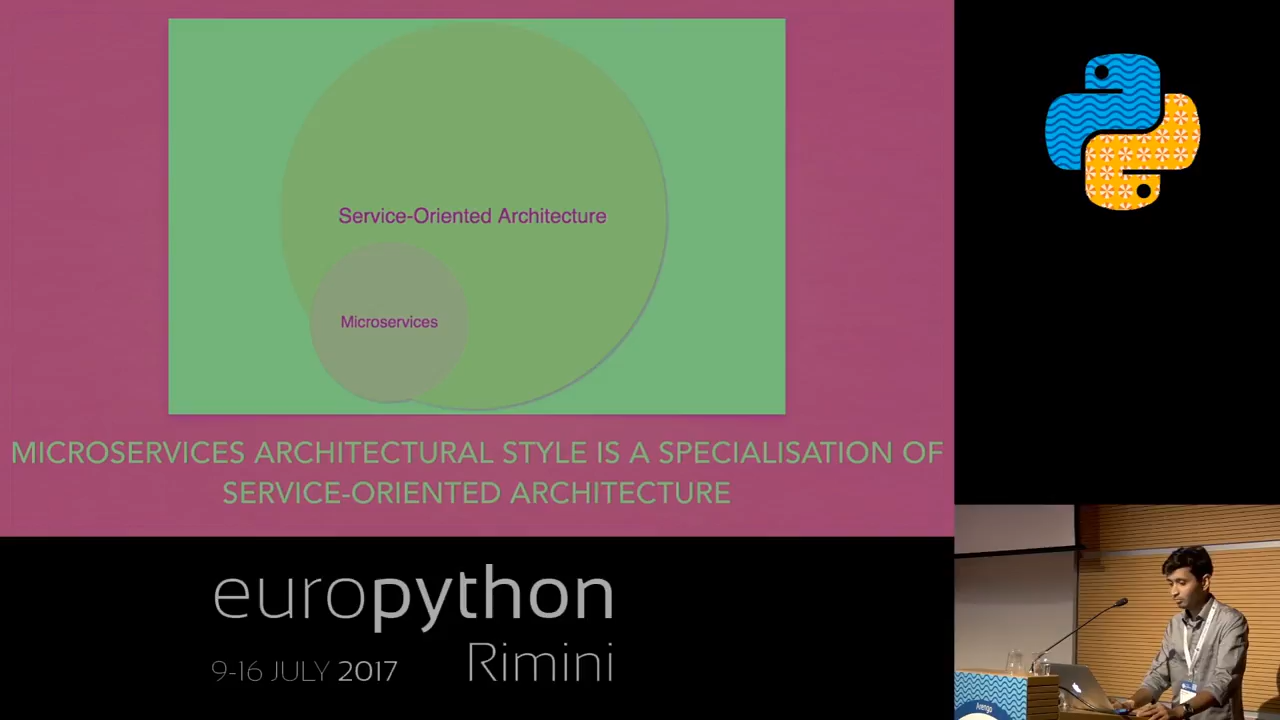 Service-Oriented Architecture
Microservices
MICROSERVICES ARCHITECTURAL STYLE IS A SPECIALISATION OF
SERVICE-ORIENTED ARCHITECTURE
europython
9-16 JULY 2017 Rimini